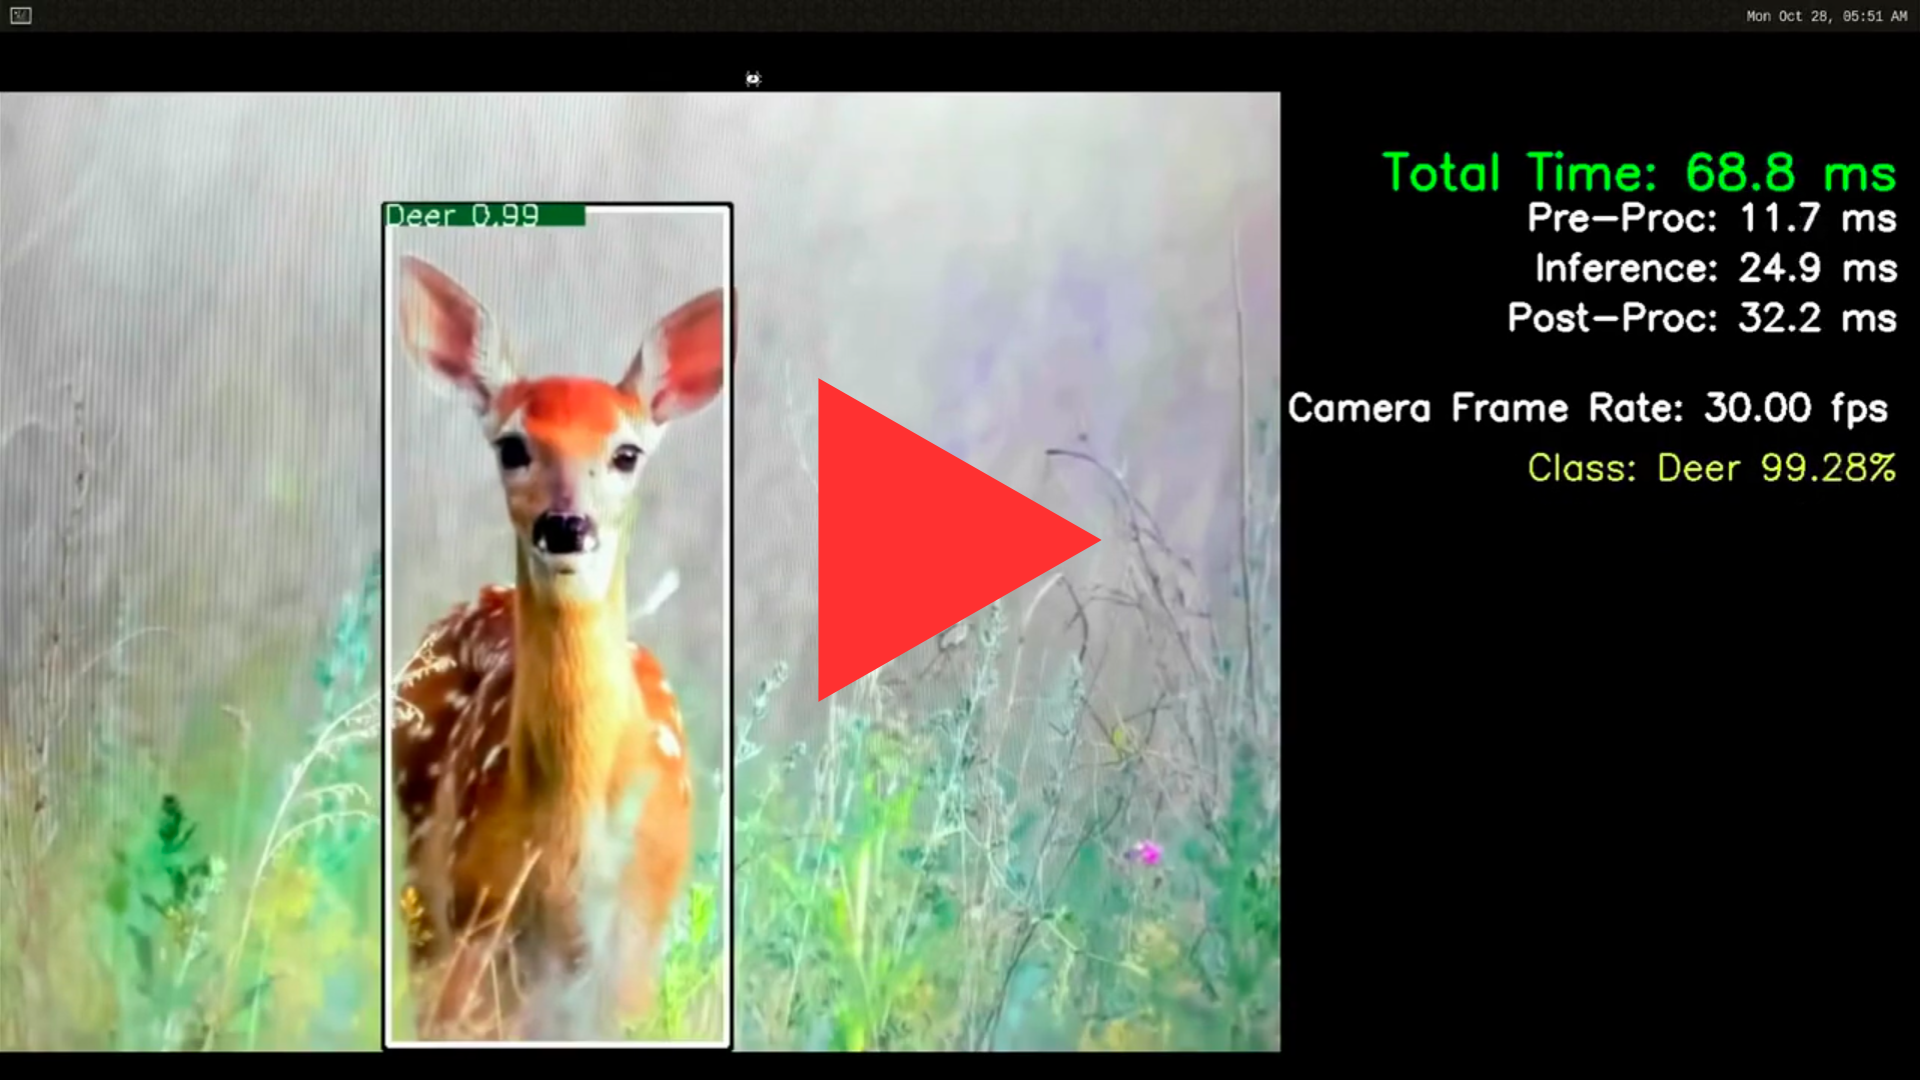 Mon Oct 28, 05:51 AM
Deer 0.99
Total Time: 68.8 ms
Pre-Proc: 11.7 ms
Inference: 24.9 ms
Post-Proc: 32.2 ms
Camera Frame Rate: 30.00 fps
Class: Deer 99.28%